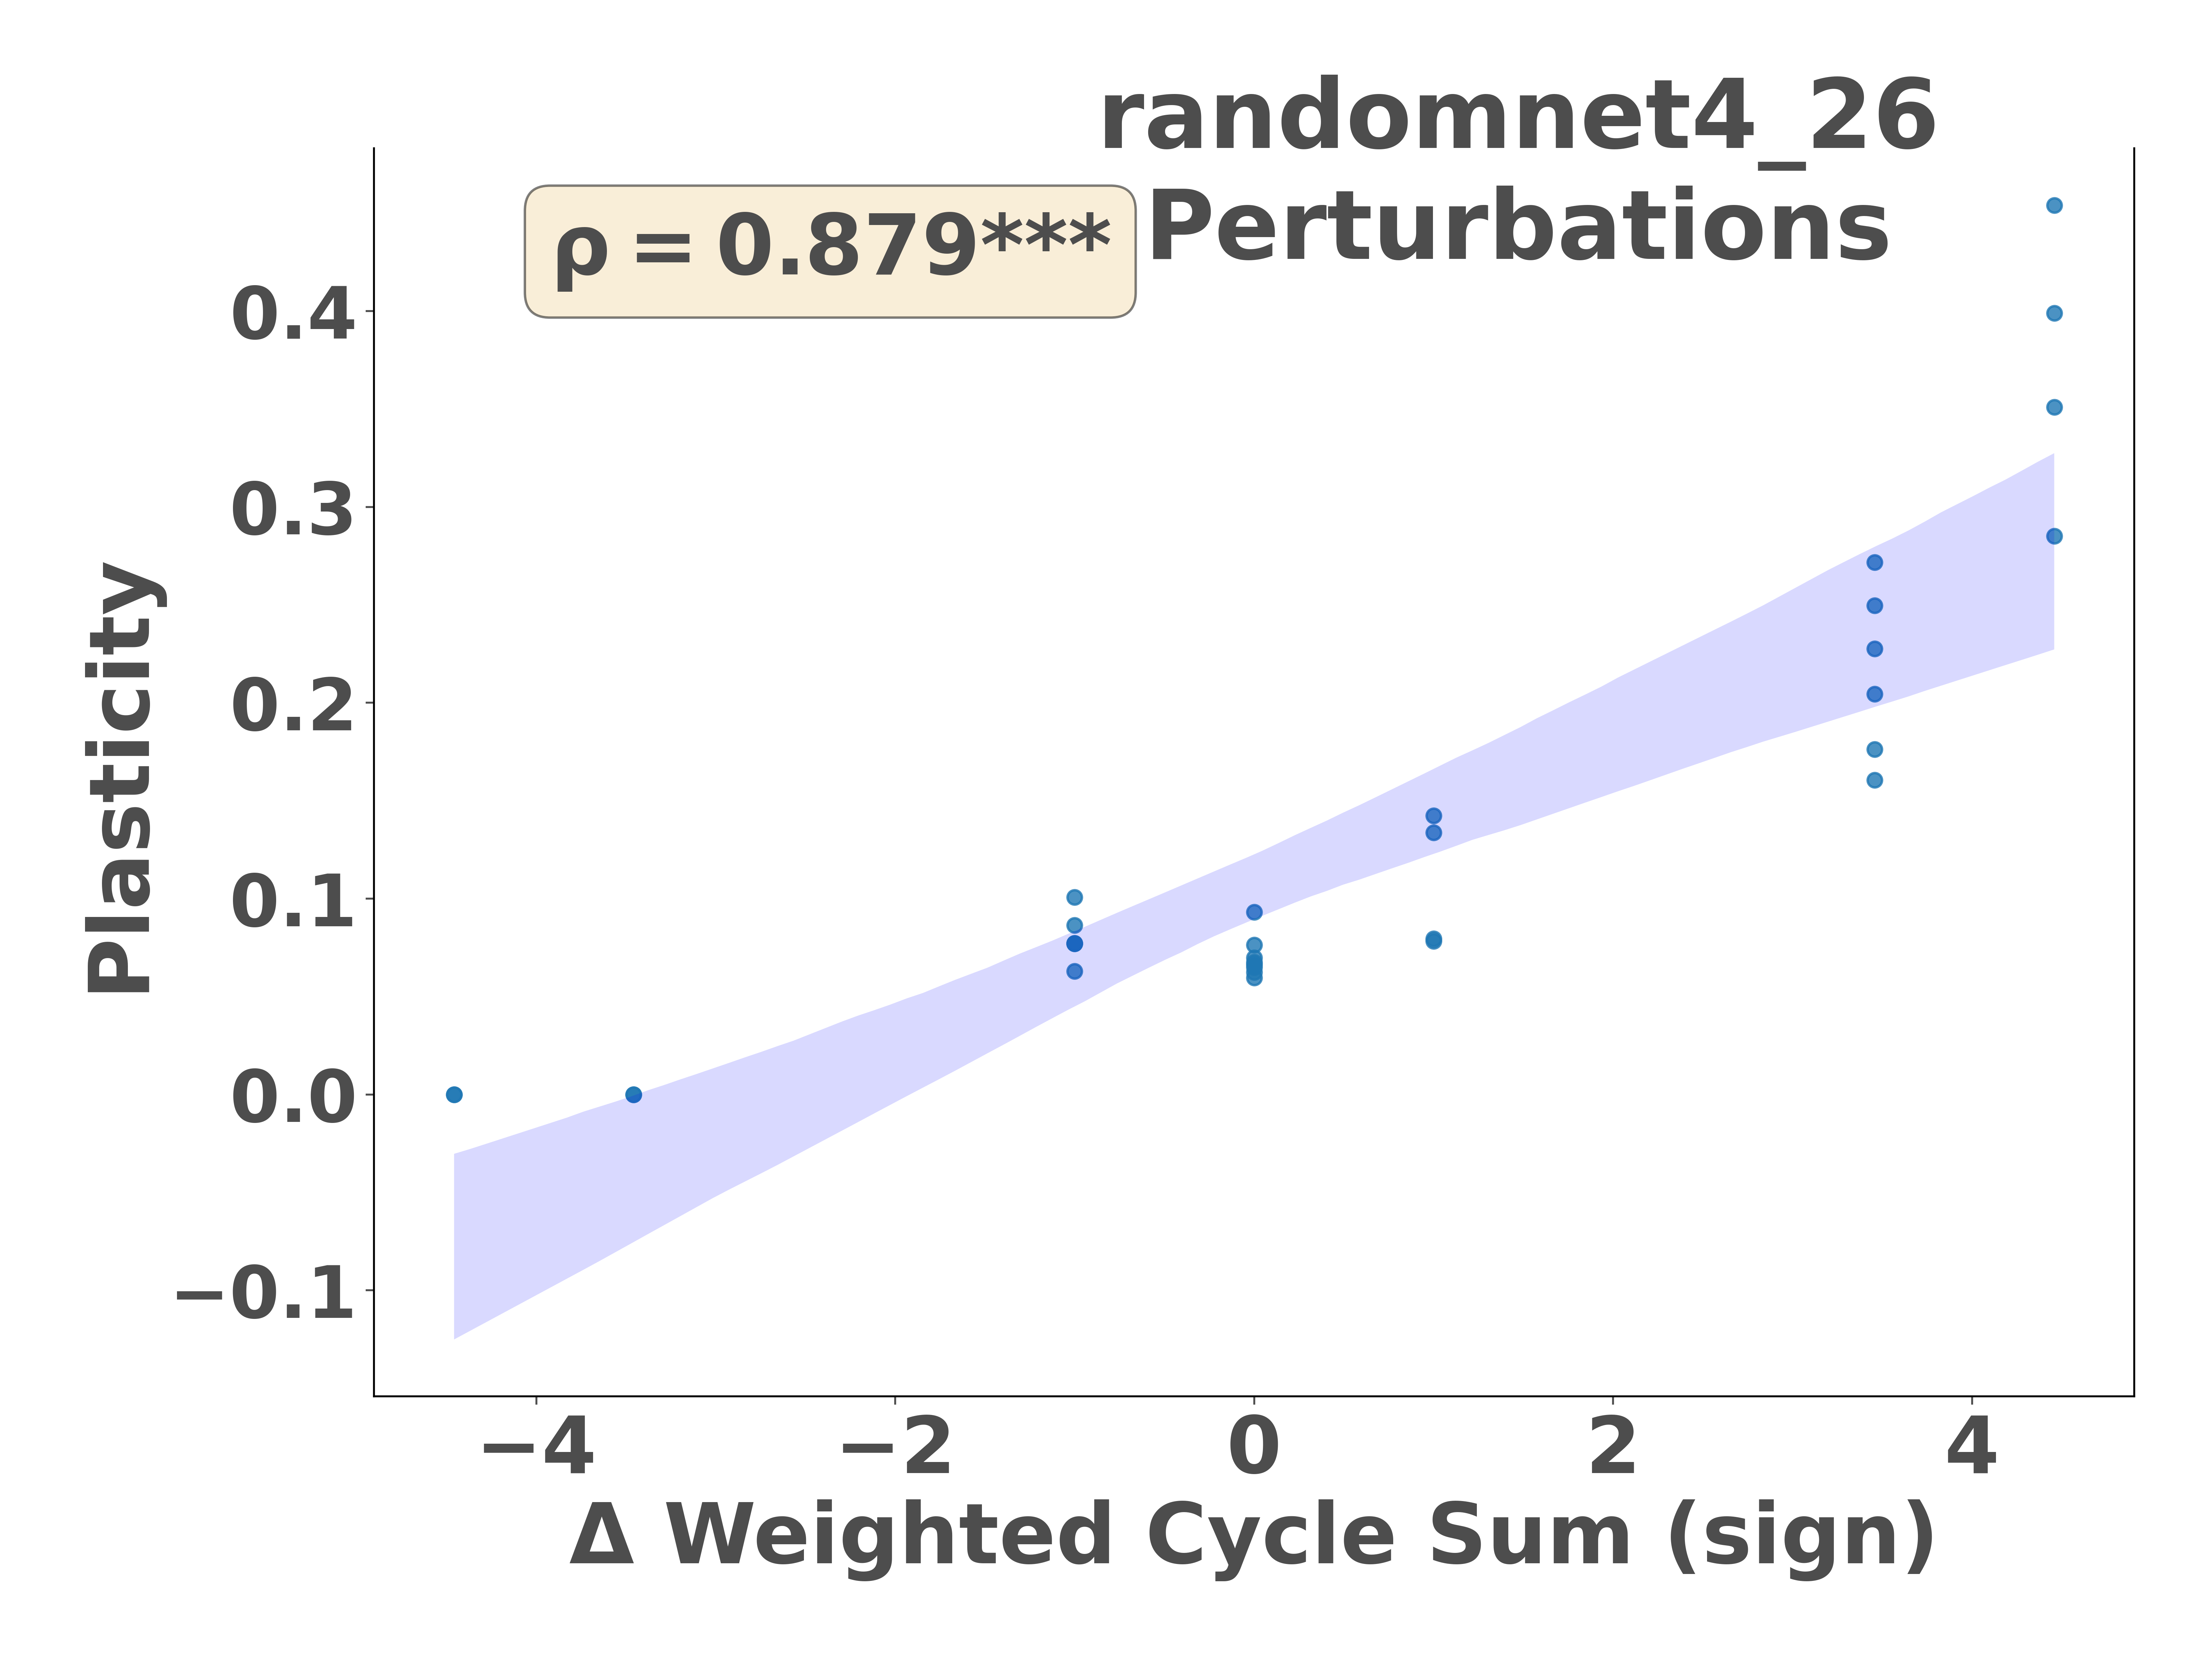 randomnet4_26
Perturbations
ρ = 0.879***
0.4
0.3
0.2
0.1
0.0
−0.1
Plasticity
−4
−2
0
2
4
Δ Weighted Cycle Sum (sign)